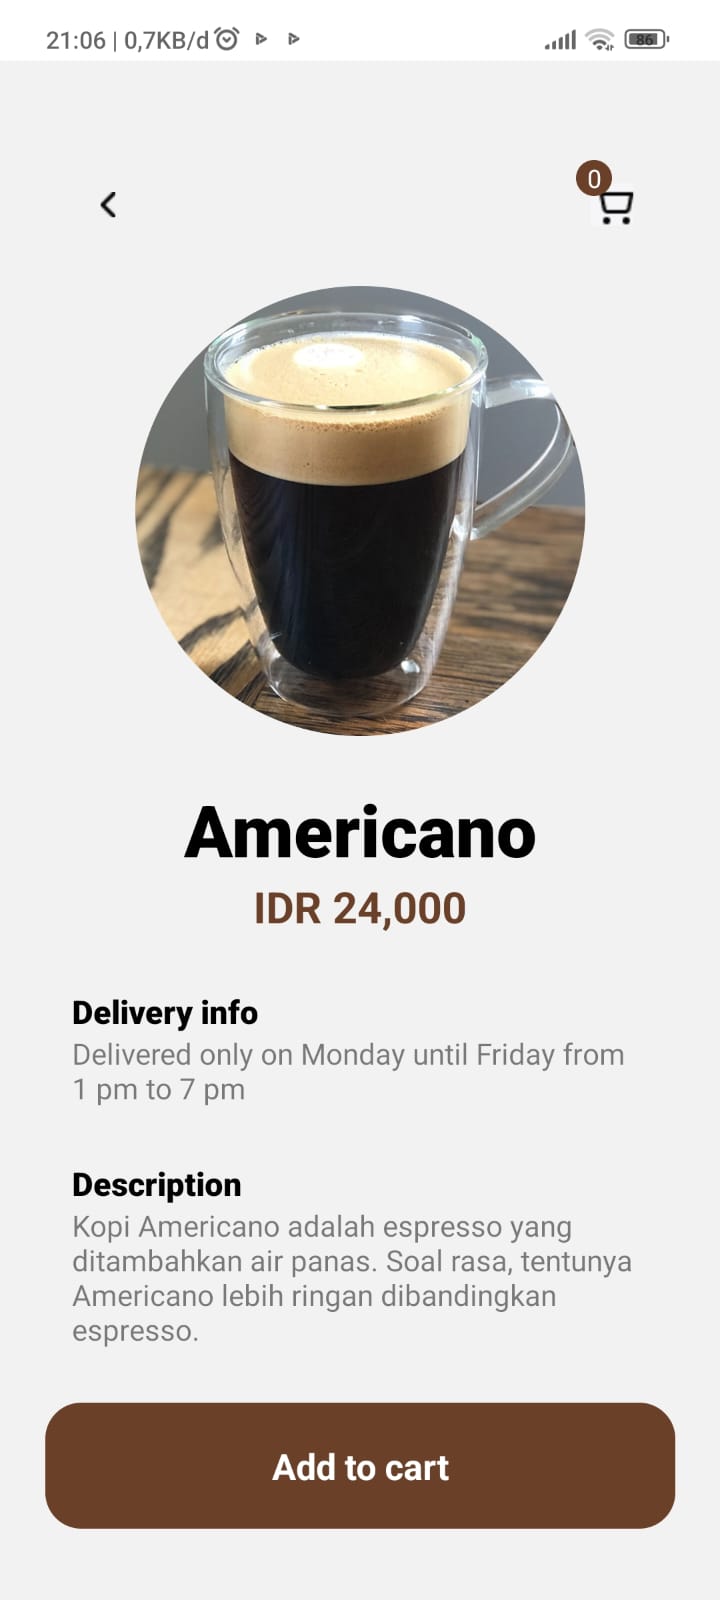 21:06 | 0,7KB/d
86
0
Americano
IDR 24,000
Delivery info
Delivered only on Monday until Friday from
1 pm to 7 pm
Description
Kopi Americano adalah espresso yang
ditambahkan air panas. Soal rasa, tentunya
Americano lebih ringan dibandingkan
espresso.
Add to cart